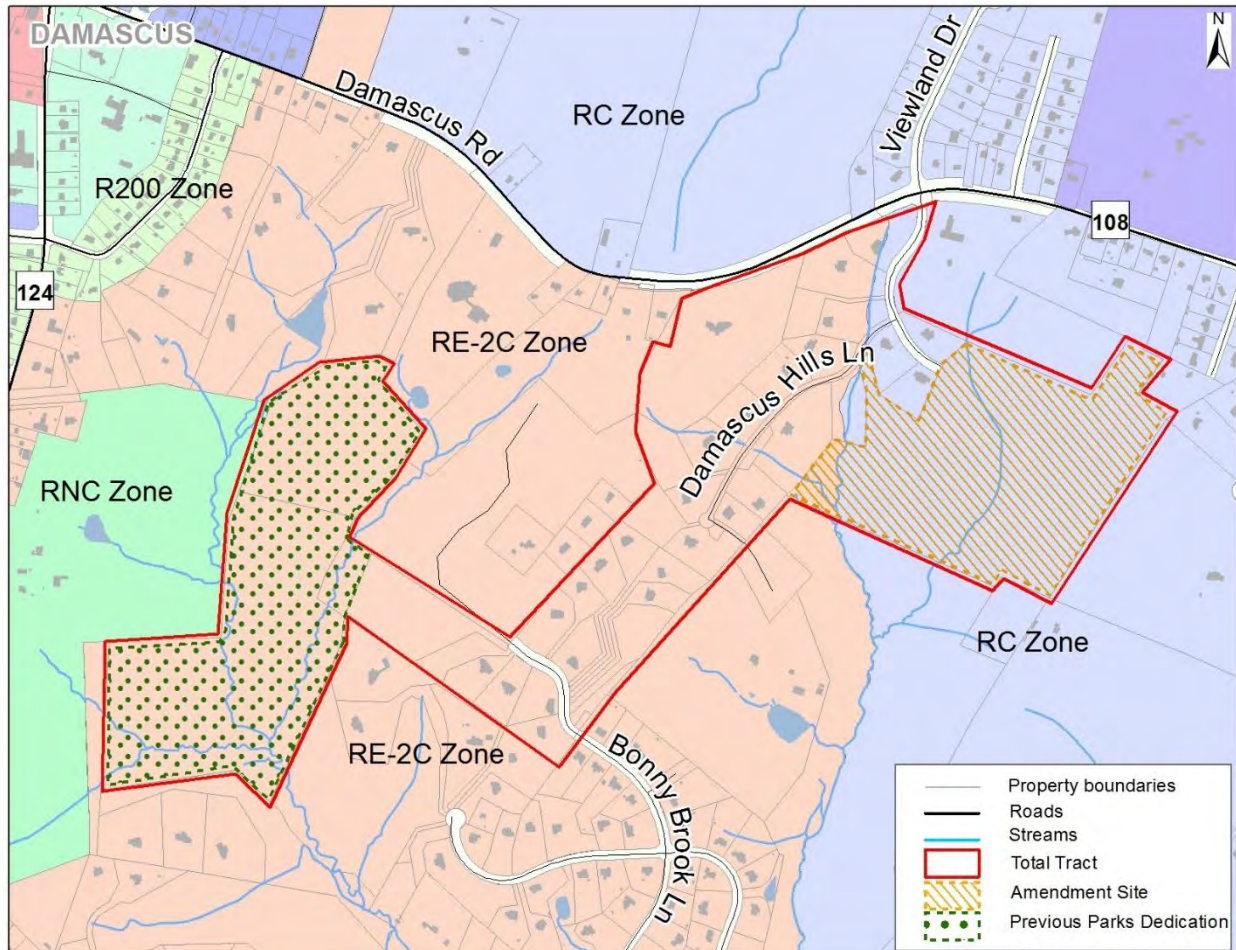 DAMASCUS
N
Viewland Dr
Damascus Rd
RC Zone
R200 Zone
108
124
RE-2C Zone
Damascus Hills Ln
RNC Zone
RC Zone
RE-2C Zone
Bonny Brook Ln
Property boundaries
Roads
Streams
Total Tract
Amendment Site
Previous Parks Dedication